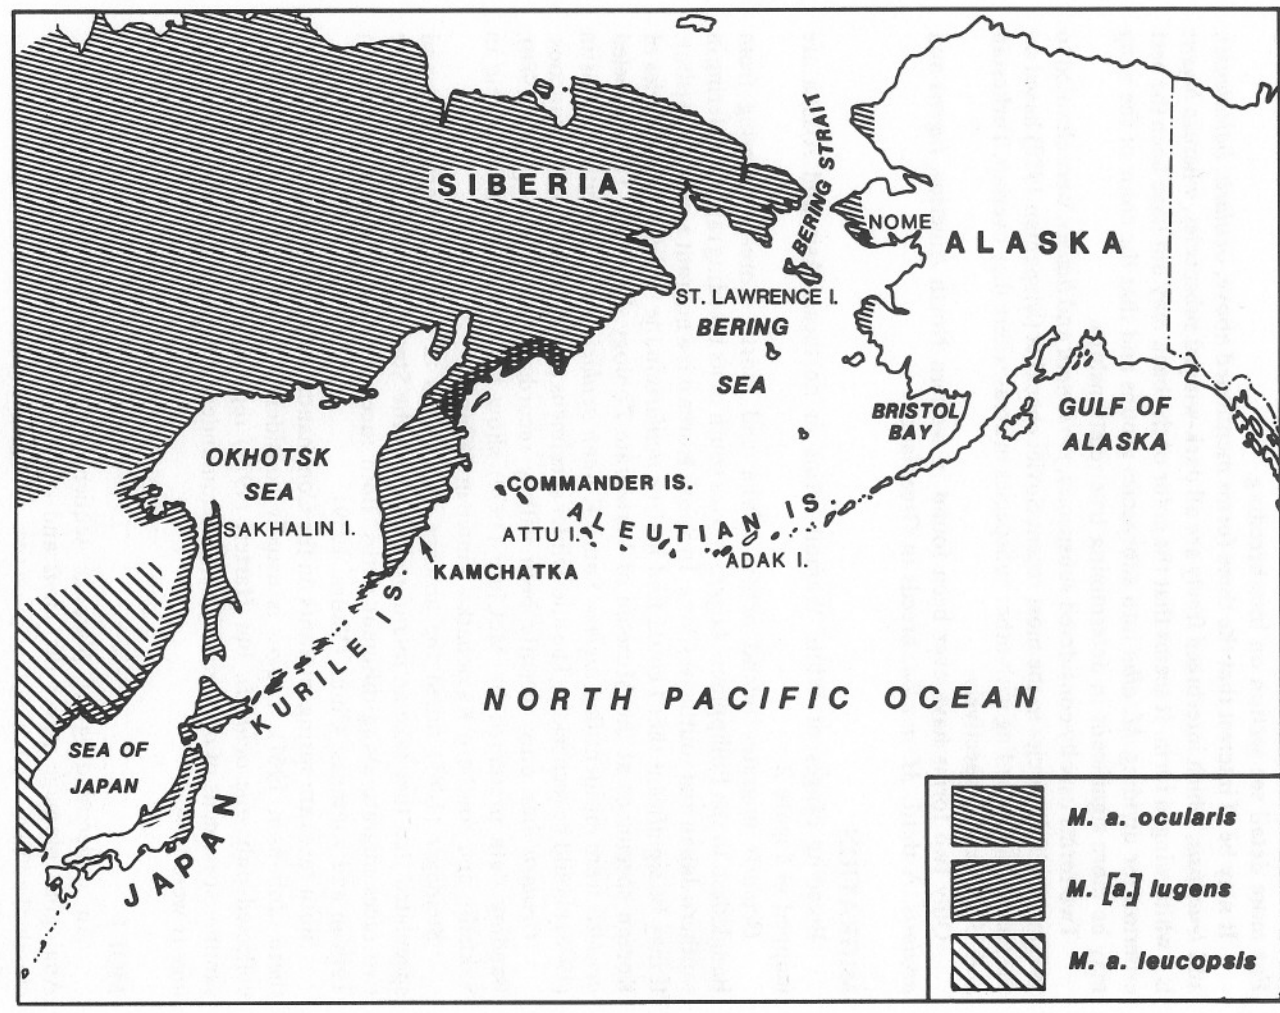 SIBERIA
BERING STRAIT
NOME
ALASKA
ST. LAWRENCE I.
BERING
SEA
BRISTOL
BAY
GULF OF
ALASKA
OKHOTSK
SEA
SAKHALIN I.
COMMANDER IS.
ALEUTIAN IS.
ATTU I.
ADAK I.
KAMCHATKA
KURILE IS.
NORTH PACIFIC OCEAN
SEA OF
JAPAN
JAPAN
M. a. ocularis
M. [a.] lugens
M. a. leucopsis